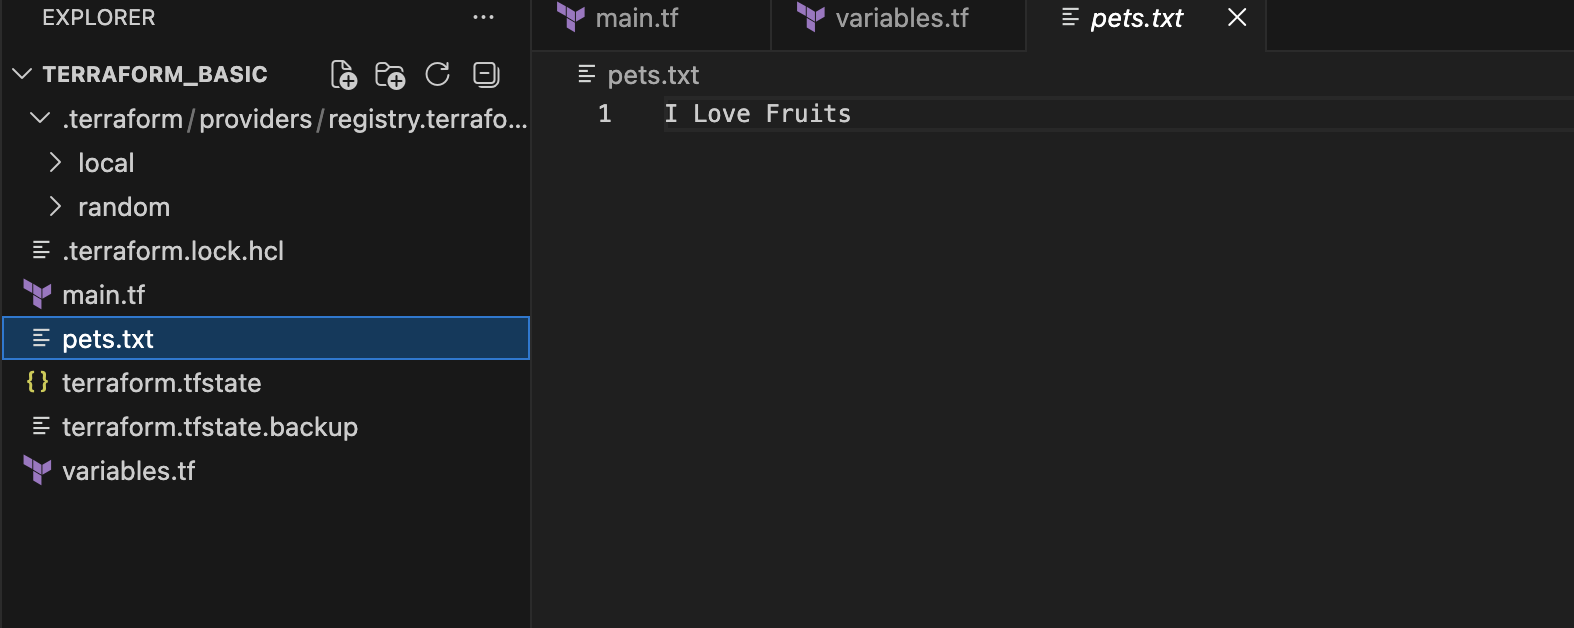 EXPLORER
TERRAFORM_BASIC
.terraform/providers/registry.terrafo...
local
random
.terraform.lock.hcl
main.tf
pets.txt
terraform.tfstate
terraform.tfstate.backup
variables.tf
main.tf
variables.tf
pets.txt
pets.txt
1 I Love Fruits